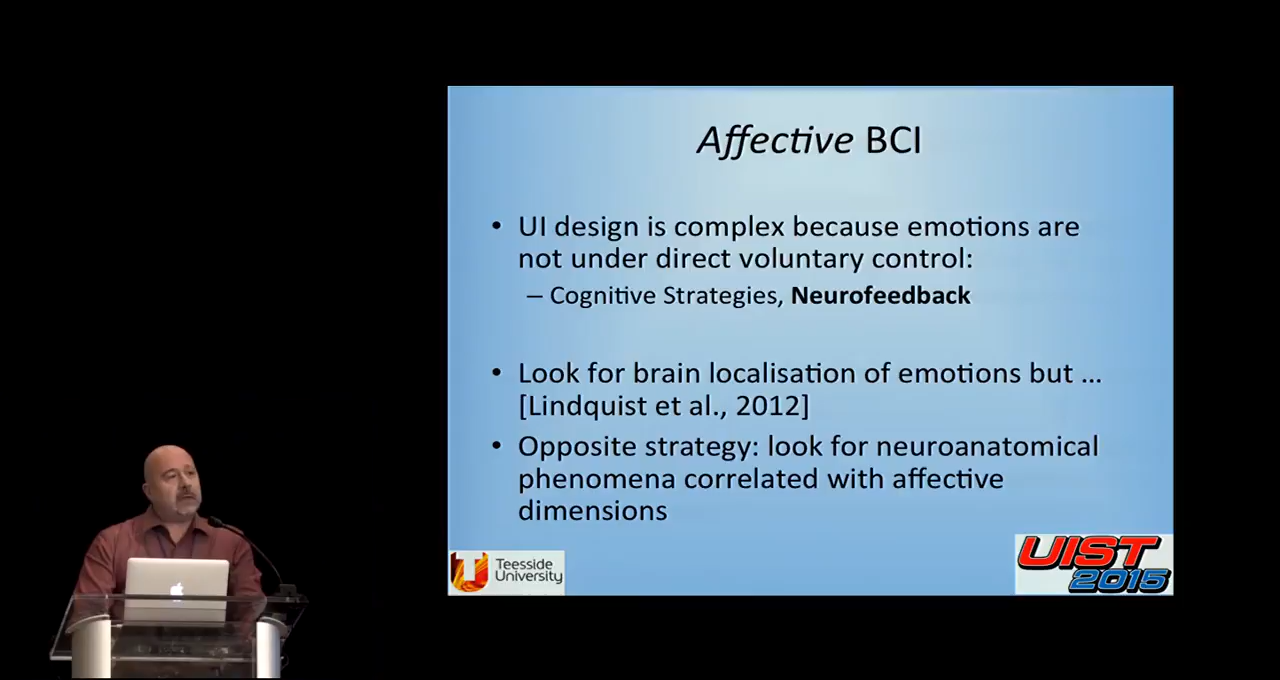 Affective BCI
• UI design is complex because emotions are
not under direct voluntary control:
– Cognitive Strategies, Neurofeedback
• Look for brain localisation of emotions but …
[Lindquist et al., 2012]
• Opposite strategy: look for neuroanatomical
phenomena correlated with affective
dimensions
Teesside
University
UIST
2015